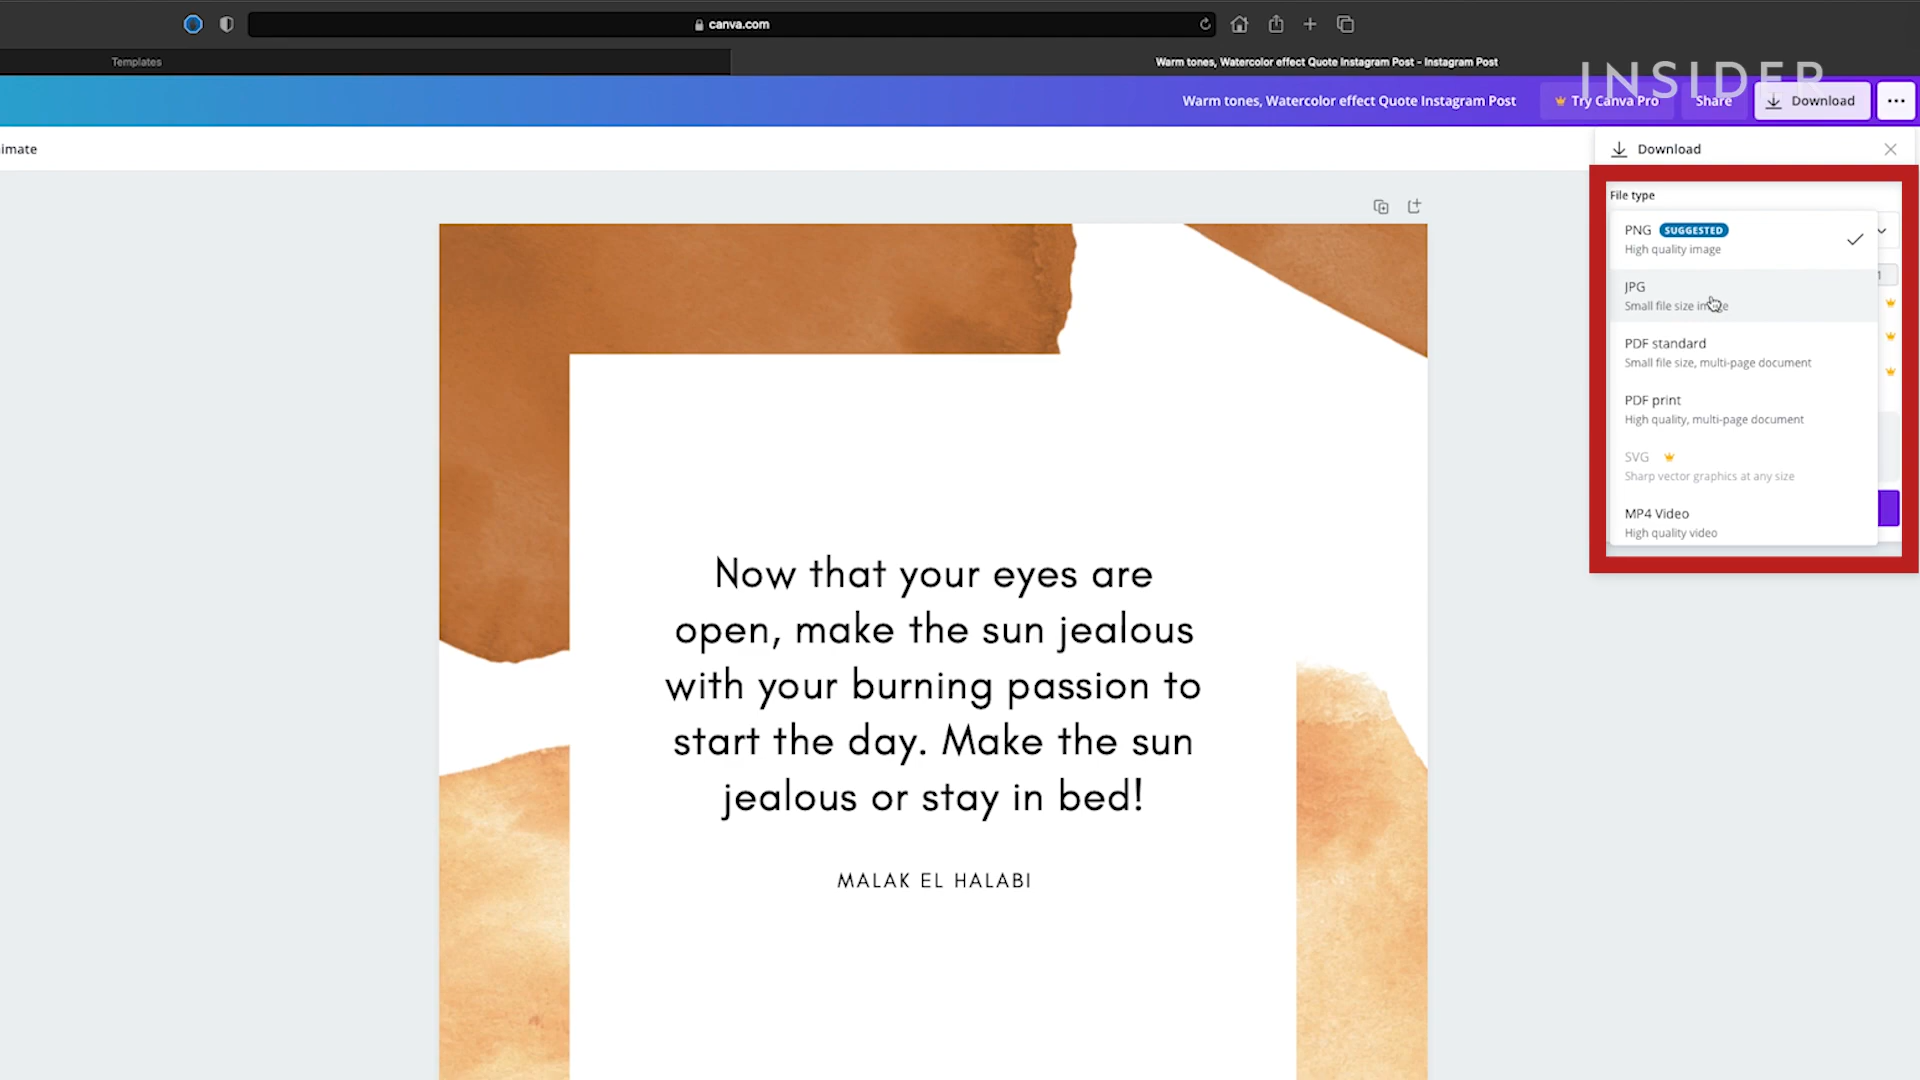 canva.com
Templates
Warm tones, Watercolor effect Quote Instagram Post - Instagram Post
INSIDER
Warm tones, Watercolor effect Quote Instagram Post
Try Canva Pro
Share
Download
imate
Download
File type
PNG SUGGESTED
High quality image
1
JPG
Small file size image
PDF standard
Small file size, multi-page document
PDF print
High quality, multi-page document
SVG
Sharp vector graphics at any size
MP4 Video
High quality video
Now that your eyes are
open, make the sun jealous
with your burning passion to
start the day. Make the sun
jealous or stay in bed!
MALAK EL HALABI